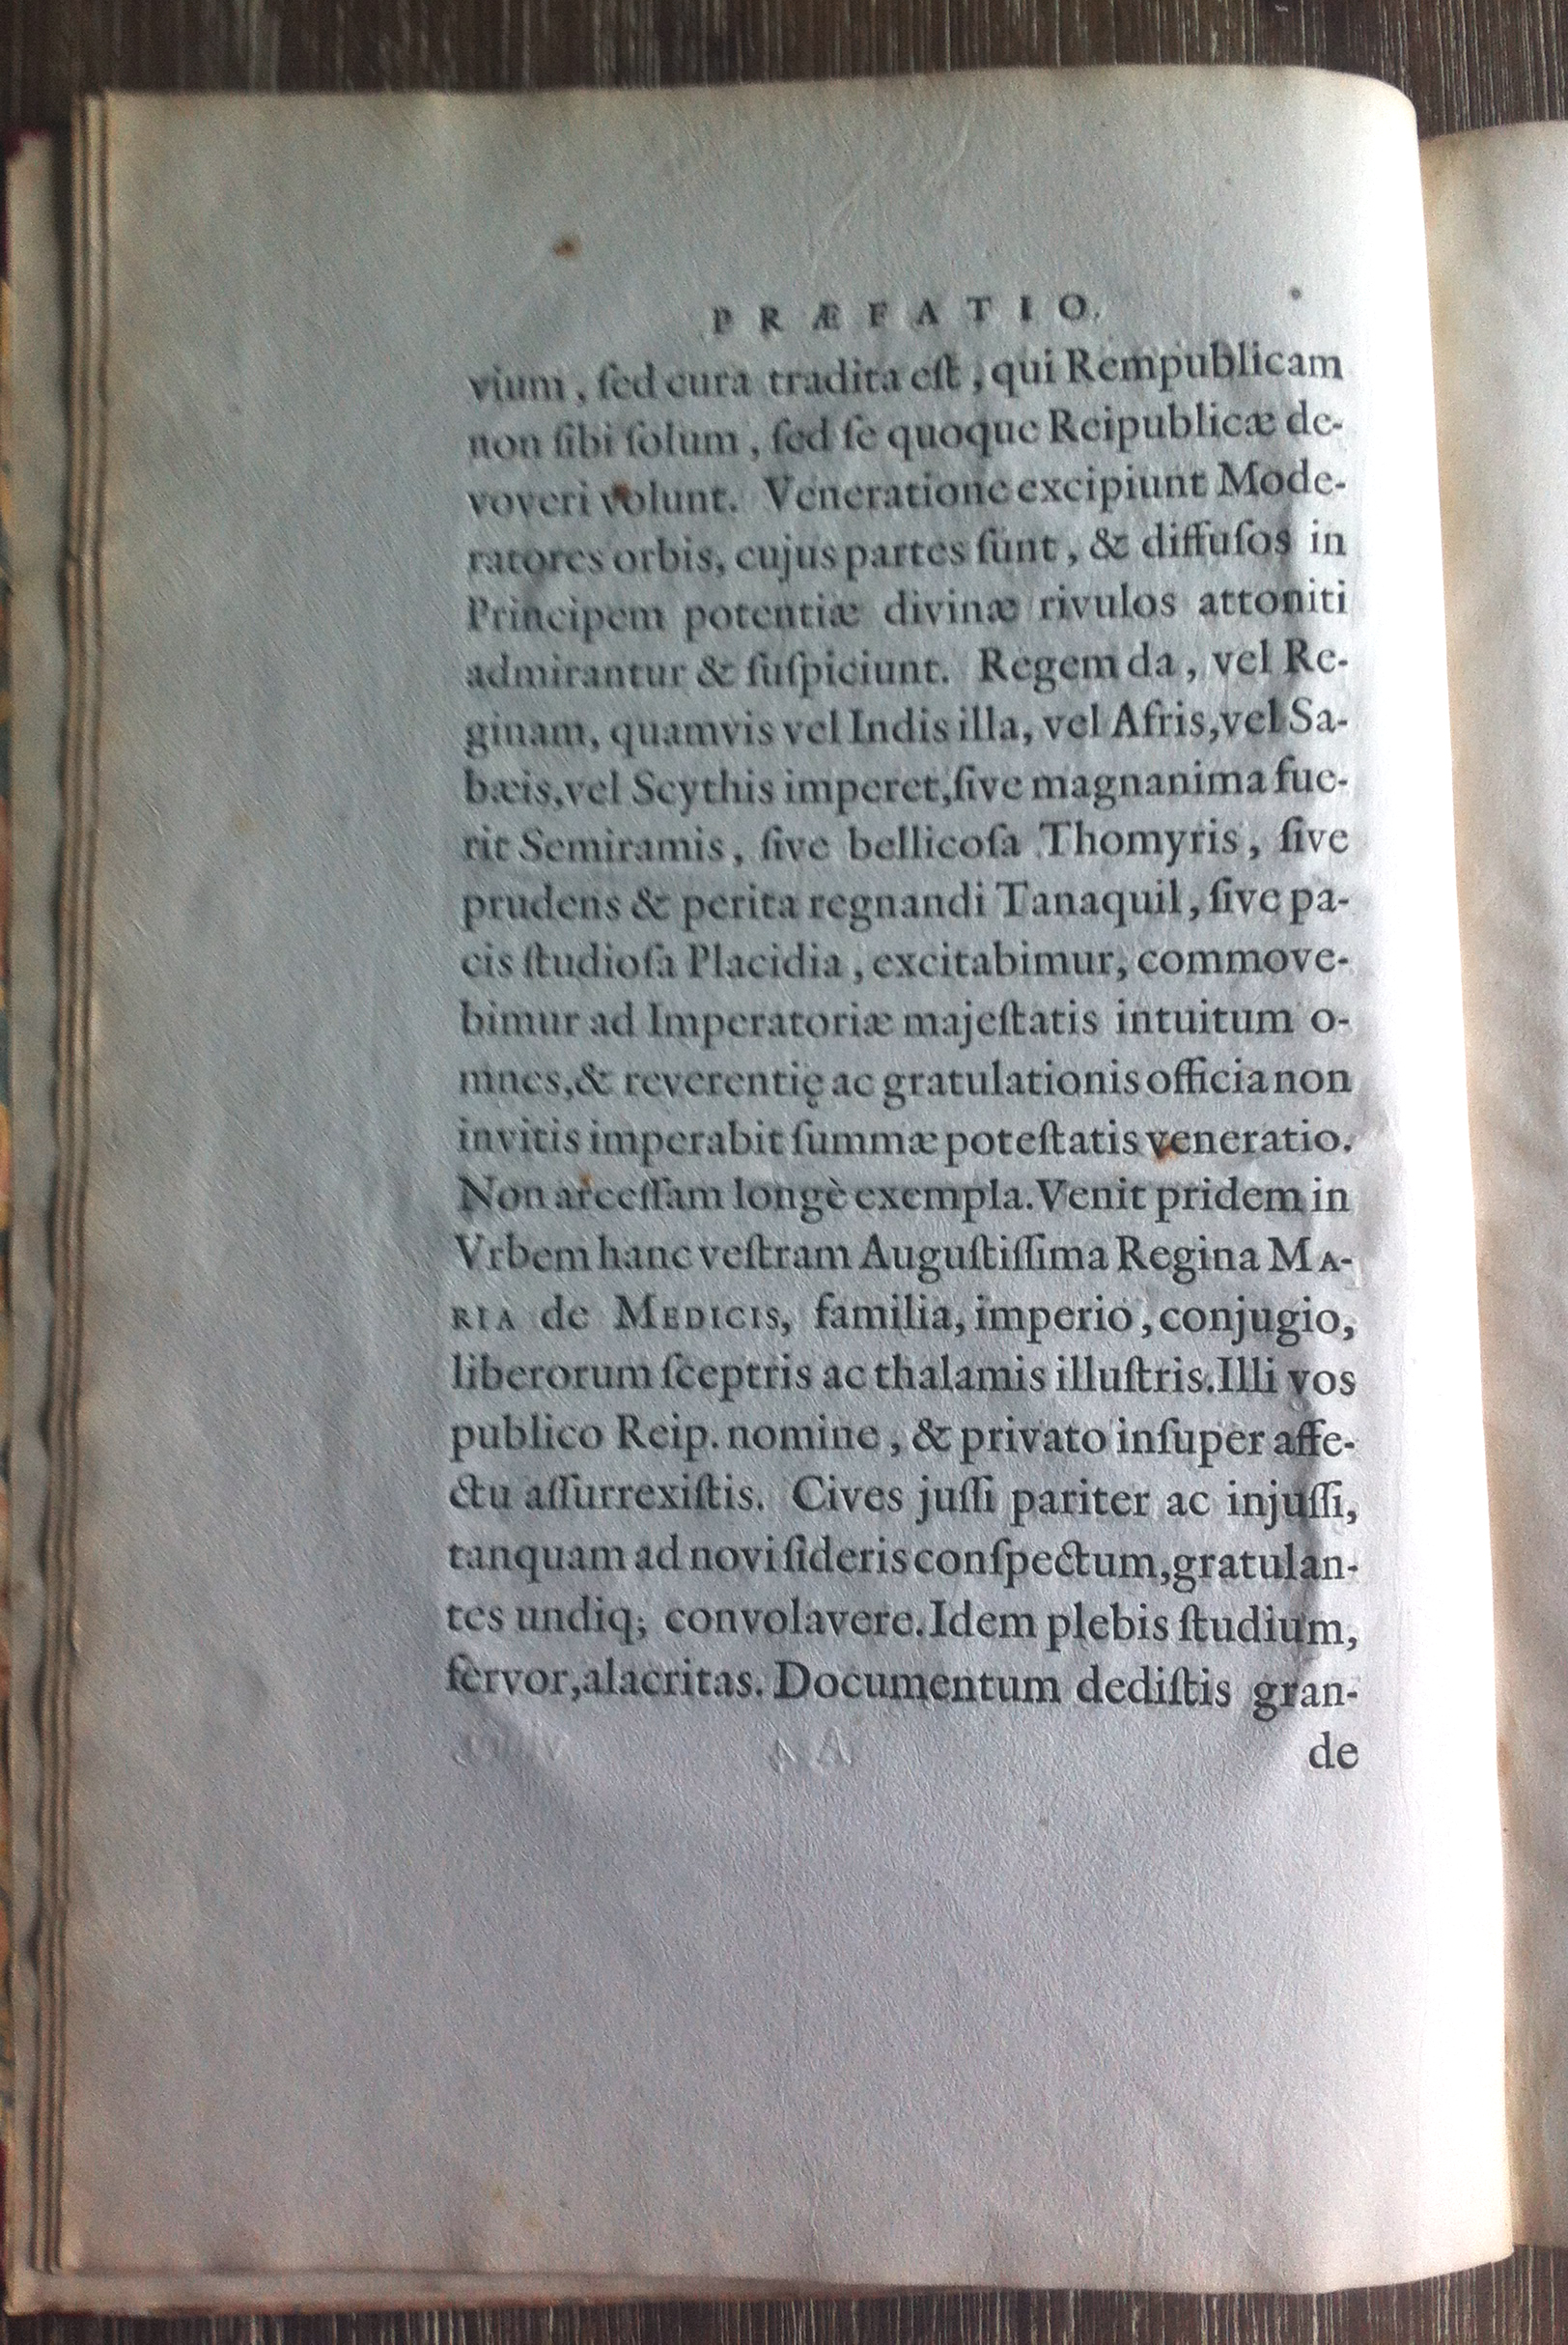 PRÆFATIO.
vium, ſed cura tradita eſt, qui Rempublicam
non ſibi ſolum, ſed ſe quoque Reipublicæ de-
voveri volunt. Veneratione excipiunt Mode-
ratores orbis, cujus partes ſunt, & diffuſos in
Principem potentiæ divinæ rivulos attoniti
admirantur & ſuſpiciunt. Regem da, vel Re-
ginam, quamvis vel Indis illa, vel Afris, vel Sa-
bæis, vel Scythis imperet, ſive magnanima fue-
rit Semiramis, ſive bellicoſa Thomyris, ſive
prudens & perita regnandi Tanaquil, ſive pa-
cis ſtudioſa Placidia, excitabimur, commove-
bimur ad Imperatoriæ majeſtatis intuitum o-
mnes, & reverentię ac gratulationis officia non
invitis imperabit ſummæ poteſtatis veneratio.
Non arceſſam longè exempla. Venit pridem in
Vrbem hanc veſtram Auguſtiſſima Regina MA-
RIA de MEDICIS, familia, imperio, conjugio,
liberorum ſceptris ac thalamis illuſtris. Illi vos
publico Reip. nomine, & privato inſuper affe-
ctu aſſurrexiſtis. Cives juſſi pariter ac injuſſi,
tanquam ad novi ſideris conſpectum, gratulan-
tes undiq; convolavere. Idem plebis ſtudium,
fervor, alacritas. Documentum dediſtis gran-
de